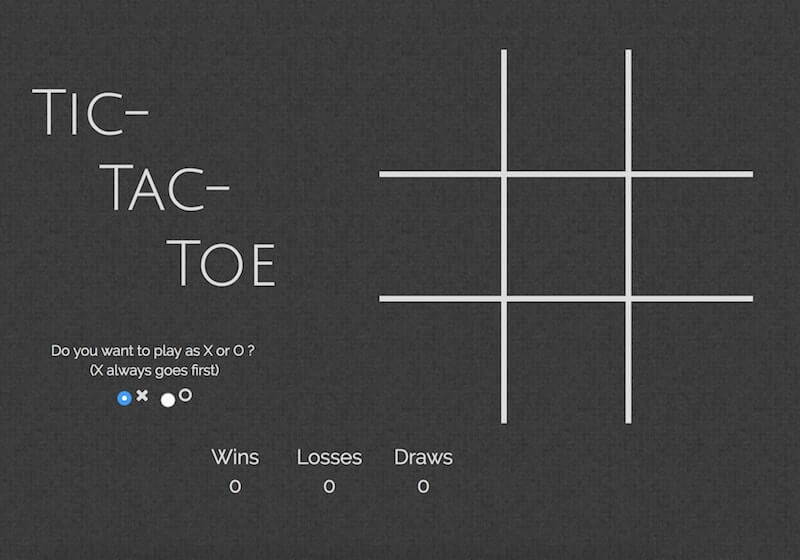 Tic-
Tac-
Toe
Do you want to play as X or O ?
(X always goes first)
X O
Wins Losses Draws
0 0 0